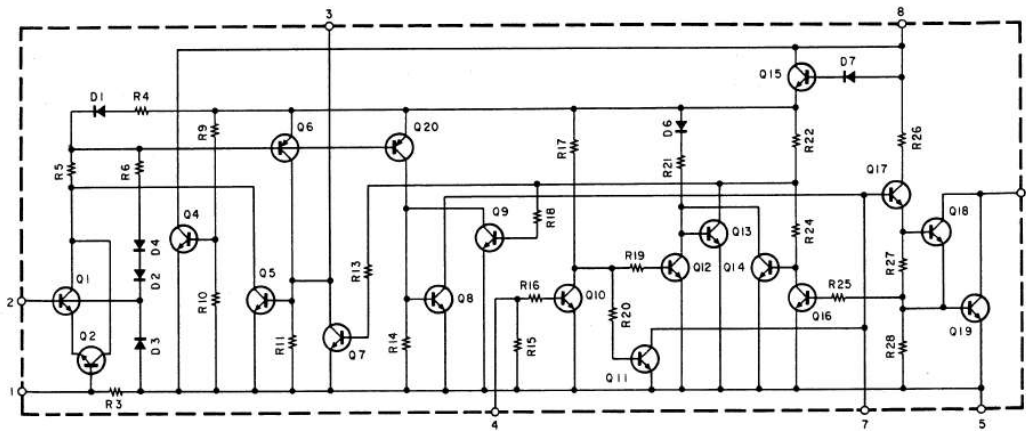 3
8
D7
Q15
D1
R4
R9
Q6
Q20
R17
D6
R22
R26
R5
R6
R21
Q17
Q4
Q9
R18
Q13
R24
Q18
D4
D2
R13
Q1
Q5
R10
R16
R19
Q12
Q14
R25
R27
2
Q8
Q10
R20
Q16
Q19
Q2
D3
R11
Q7
R14
R15
Q11
R28
1
R3
4
7
5